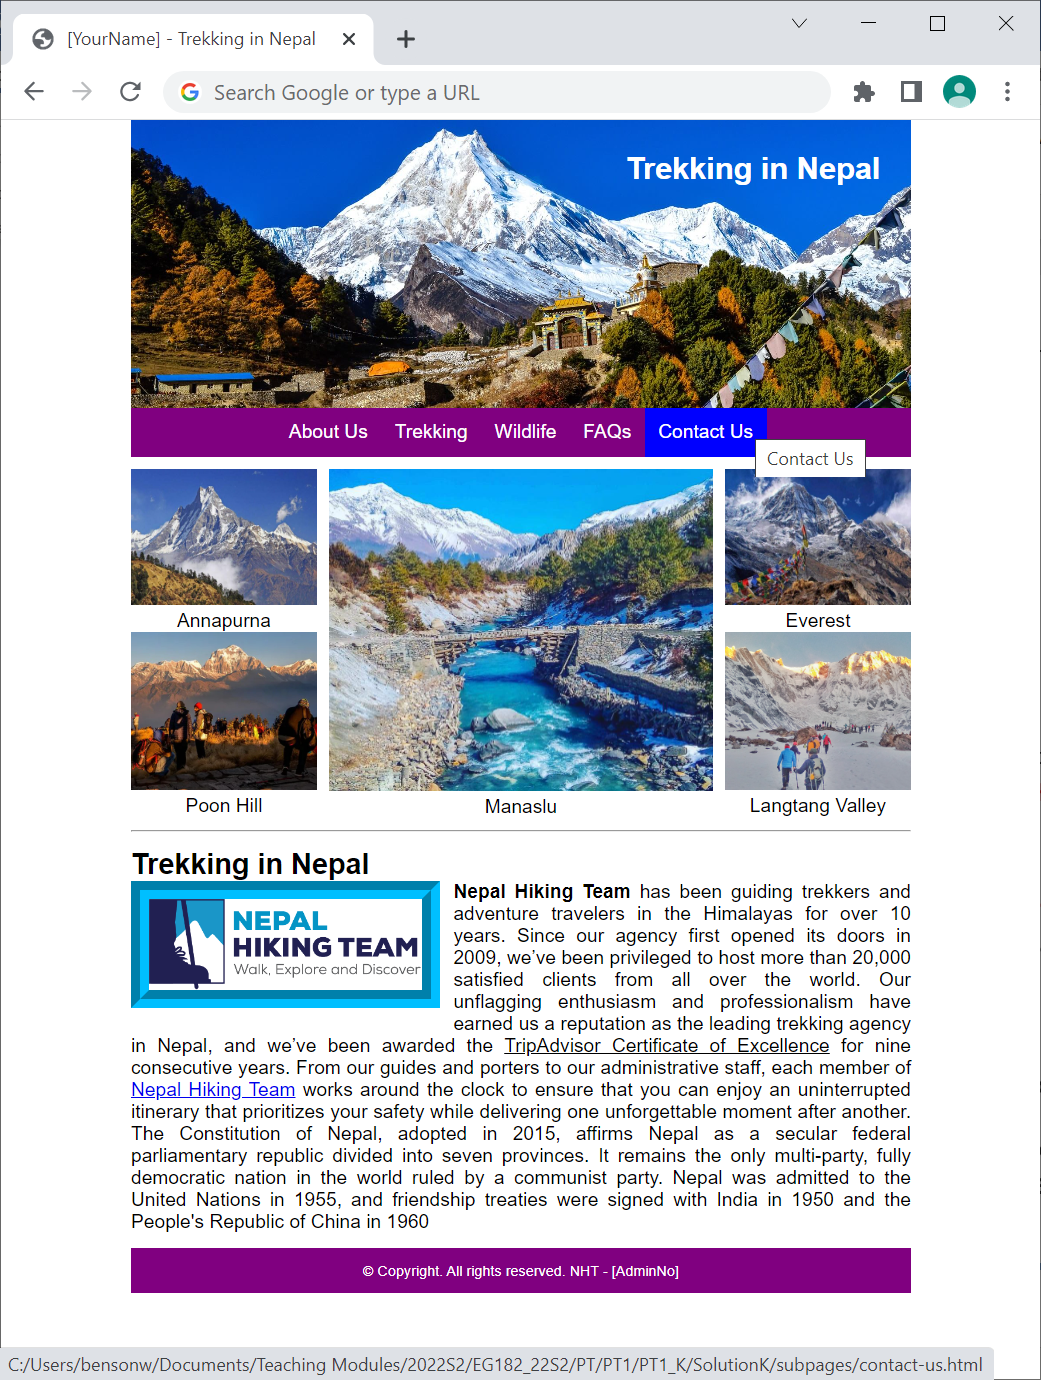 [YourName] - Trekking in Nepal
Search Google or type a URL
Trekking in Nepal
About Us Trekking Wildlife FAQs Contact Us
Contact Us
Annapurna
Everest
Poon Hill
Manaslu
Langtang Valley
Trekking in Nepal
NEPAL
HIKING TEAM
Walk, Explore and Discover
Nepal Hiking Team has been guiding trekkers and
adventure travelers in the Himalayas for over 10
years. Since our agency first opened its doors in
2009, we’ve been privileged to host more than 20,000
satisfied clients from all over the world. Our
unflagging enthusiasm and professionalism have
earned us a reputation as the leading trekking agency
in Nepal, and we’ve been awarded the TripAdvisor Certificate of Excellence for nine
consecutive years. From our guides and porters to our administrative staff, each member of
Nepal Hiking Team works around the clock to ensure that you can enjoy an uninterrupted
itinerary that prioritizes your safety while delivering one unforgettable moment after another.
The Constitution of Nepal, adopted in 2015, affirms Nepal as a secular federal
parliamentary republic divided into seven provinces. It remains the only multi-party, fully
democratic nation in the world ruled by a communist party. Nepal was admitted to the
United Nations in 1955, and friendship treaties were signed with India in 1950 and the
People's Republic of China in 1960
© Copyright. All rights reserved. NHT - [AdminNo]
C:/Users/bensonw/Documents/Teaching Modules/2022S2/EG182_22S2/PT/PT1/PT1_K/SolutionK/subpages/contact-us.html